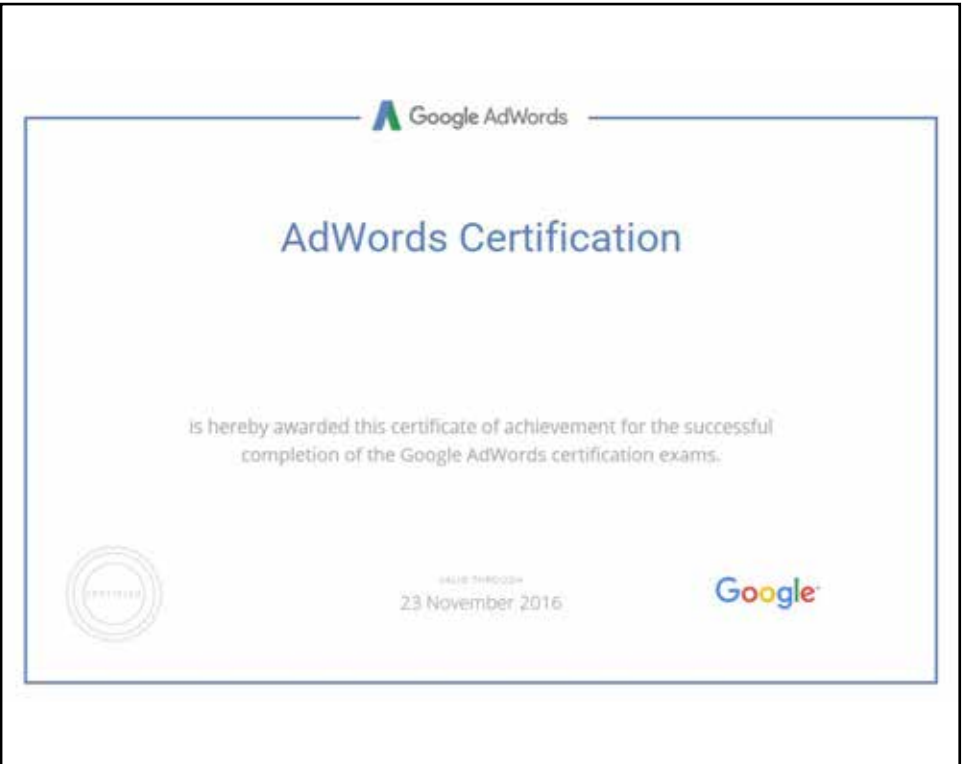 Google AdWords
AdWords Certification
is hereby awarded this certificate of achievement for the successful
completion of the Google AdWords certification exams.
CERTIFIED
VALID THROUGH
23 November 2016
Google